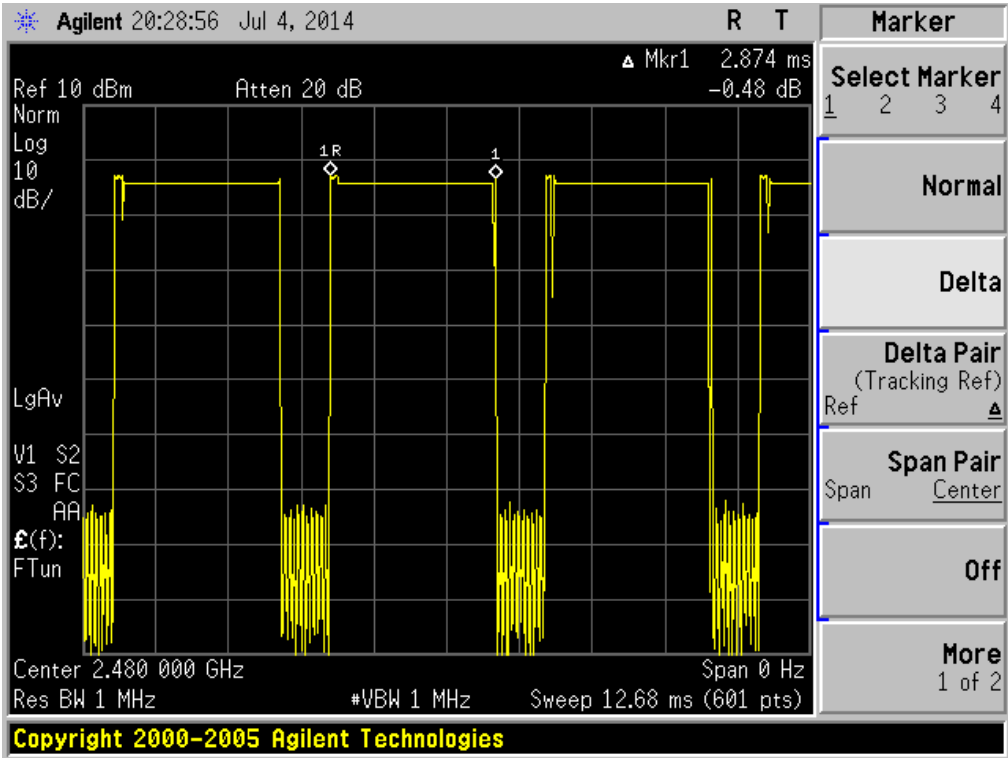 Agilent 20:28:56 Jul 4, 2014 R T
Marker
Δ Mkr1 2.874 ms
Ref 10 dBm Atten 20 dB -0.48 dB
Norm
Log
10
dB/
1R
1
LgAv
V1 S2
S3 FC
AA
£(f):
FTun
Center 2.480 000 GHz Span 0 Hz
Res BW 1 MHz #VBW 1 MHz Sweep 12.68 ms (601 pts)
Select Marker
1 2 3 4
Normal
Delta
Delta Pair
(Tracking Ref)
Ref Δ
Span Pair
Span Center
Off
More
1 of 2
Copyright 2000-2005 Agilent Technologies